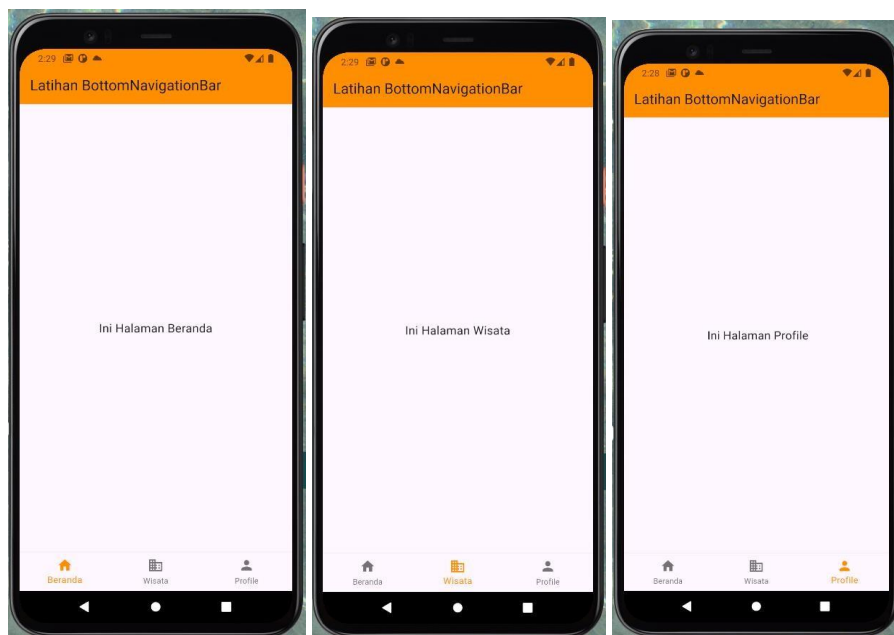 2:29
Latihan BottomNavigationBar
Ini Halaman Beranda
Beranda
Wisata
Profile
2:29
Latihan BottomNavigationBar
Ini Halaman Wisata
Beranda
Wisata
Profile
2:28
Latihan BottomNavigationBar
Ini Halaman Profile
Beranda
Wisata
Profile